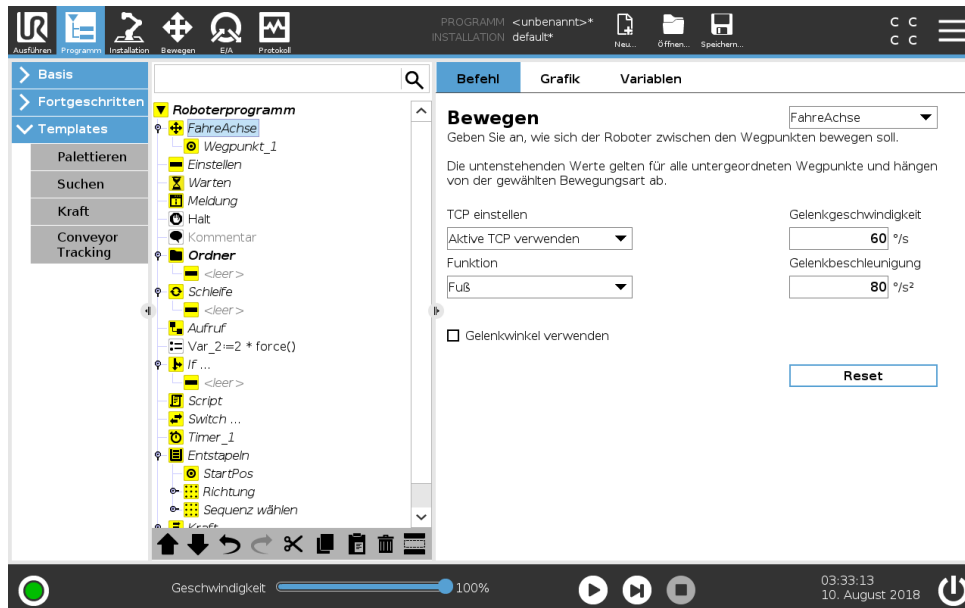 Ausführen Programm Installation Bewegen E/A Protokoll
PROGRAMM <unbenannt>*
INSTALLATION default*
Neu... Öffnen... Speichern...
C C
C C
Basis
Fortgeschritten
Templates
Palettieren
Suchen
Kraft
Conveyor
Tracking
Roboterprogramm
FahreAchse
Wegpunkt_1
Einstellen
Warten
Meldung
Halt
Kommentar
Ordner
<leer>
Schleife
<leer>
Aufruf
Var_2:=2 * force()
If ...
<leer>
Script
Switch ...
Timer_1
Entstapeln
StartPos
Richtung
Sequenz wählen
Kraft
Befehl Grafik Variablen
Bewegen
FahreAchse
Geben Sie an, wie sich der Roboter zwischen den Wegpunkten bewegen soll.
Die untenstehenden Werte gelten für alle untergeordneten Wegpunkte und hängen
von der gewählten Bewegungsart ab.
TCP einstellen Gelenkgeschwindigkeit
Aktive TCP verwenden 60 °/s
Funktion Gelenkbeschleunigung
Fuß 80 °/s²
Gelenkwinkel verwenden
Reset
Geschwindigkeit 100%
03:33:13
10. August 2018